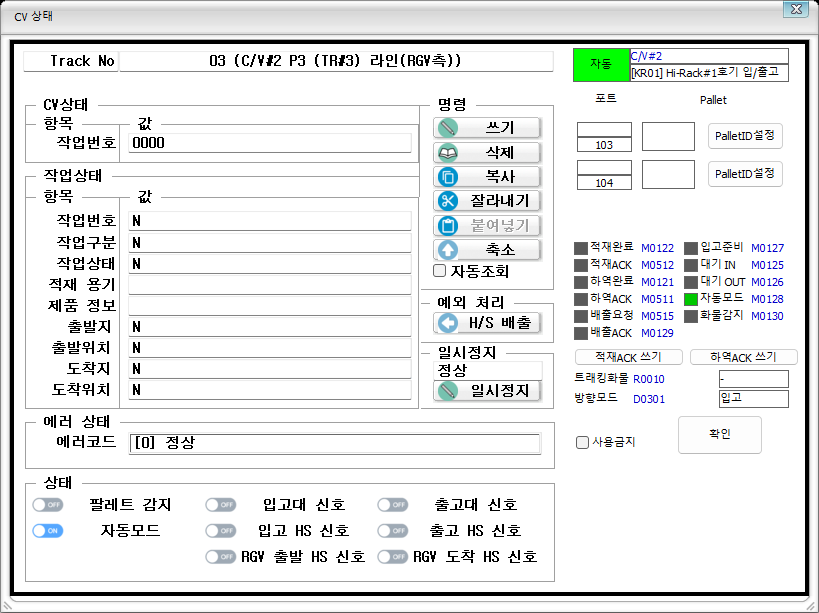 CV 상태
Track No 03 (C/V#2 P3 (TR#3) 라인(RGV측))
CV상태
항목 값
작업번호 0000
작업상태
항목 값
작업번호 N
작업구분 N
작업상태 N
적재 용기
제품 정보
출발지 N
출발위치 N
도착지 N
도착위치 N
에러 상태
에러코드 [0] 정상
상태
OFF 팔레트 감지 OFF 입고대 신호 OFF 출고대 신호
ON 자동모드 OFF 입고 HS 신호 OFF 출고 HS 신호
OFF RGV 출발 HS 신호 OFF RGV 도착 HS 신호
명령
쓰기
삭제
복사
잘라내기
붙여넣기
축소
자동조회
예외 처리
H/S 배출
일시정지
정상
일시정지
자동 C/V#2
[KR01] Hi-Rack#1호기 입/출고
포트 Pallet
103 PalletID설정
104 PalletID설정
적재완료 M0122 입고준비 M0127
적재ACK M0512 대기 IN M0125
하역완료 M0121 대기 OUT M0126
하역ACK M0511 자동모드 M0128
배출요청 M0515 화물감지 M0130
배출ACK M0129
적재ACK 쓰기 하역ACK 쓰기
트래킹화물 R0010 -
방향모드 D0301 입고
사용금지 확인